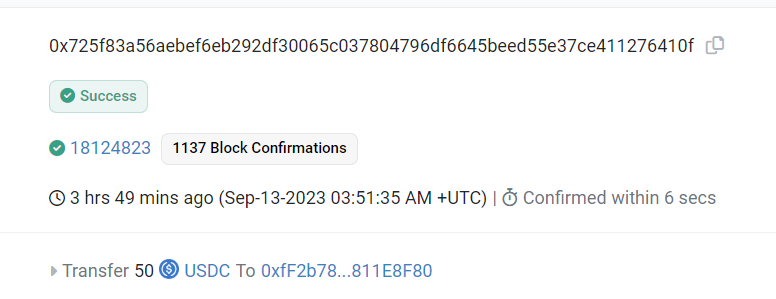 0x725f83a56aebef6eb292df30065c037804796df6645beed55e37ce411276410f
Success
18124823 1137 Block Confirmations
3 hrs 49 mins ago (Sep-13-2023 03:51:35 AM +UTC) | Confirmed within 6 secs
Transfer 50 USDC To 0xfF2b78...811E8F80